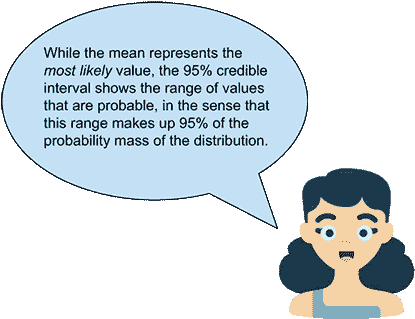 While the mean represents the
most likely value, the 95% credible
interval shows the range of values
that are probable, in the sense that
this range makes up 95% of the
probability mass of the distribution.